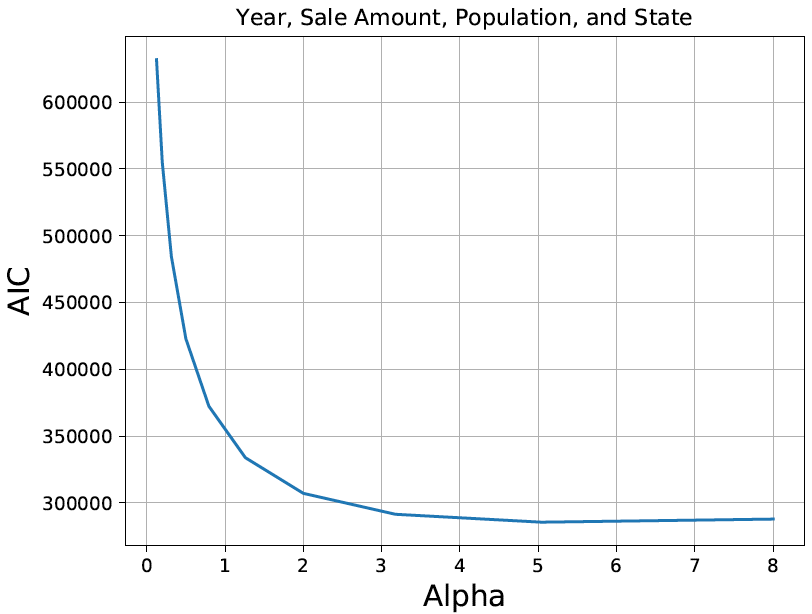 Year, Sale Amount, Population, and State
600000
550000
500000
450000
400000
350000
300000
AIC
0 1 2 3 4 5 6 7 8
Alpha